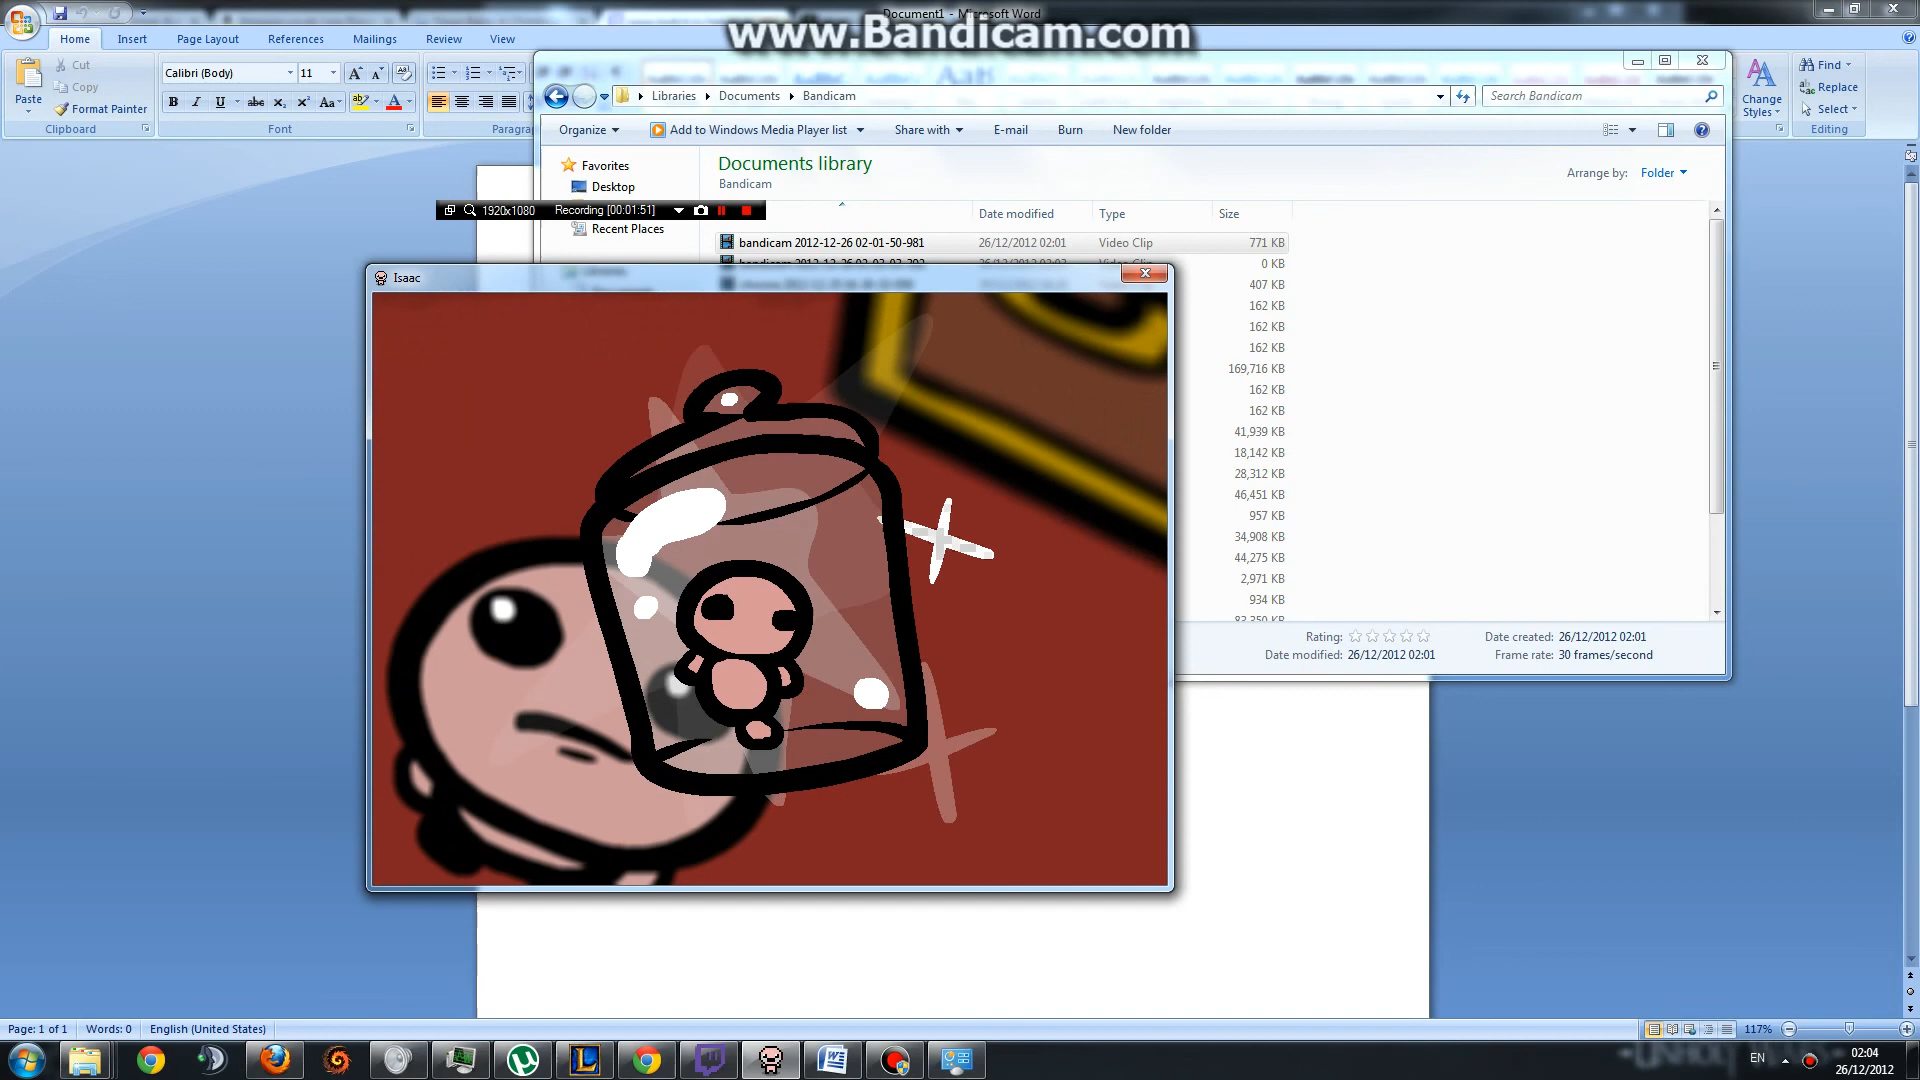 Document1 - Microsoft Word
www.Bandicam.com
Home Insert Page Layout References Mailings Review View
Cut
Copy
Format Painter
Paste
Calibri (Body) 11
Clipboard Font Paragr
Find
Replace
Select
Change
Styles
Editing
Libraries Documents Bandicam
Search Bandicam
Organize Add to Windows Media Player list Share with E-mail Burn New folder
Documents library
Bandicam
Arrange by: Folder
Favorites
Desktop
Recent Places
1920x1080 Recording [00:01:51]
Date modified Type Size
bandicam 2012-12-26 02-01-50-981 26/12/2012 02:01 Video Clip 771 KB
0 KB
407 KB
162 KB
162 KB
162 KB
169,716 KB
162 KB
162 KB
41,939 KB
18,142 KB
28,312 KB
46,451 KB
957 KB
34,908 KB
44,275 KB
2,971 KB
934 KB
Isaac
Rating: Date created: 26/12/2012 02:01
Date modified: 26/12/2012 02:01 Frame rate: 30 frames/second
Page: 1 of 1 Words: 0 English (United States) 117%
EN 02:04
26/12/2012